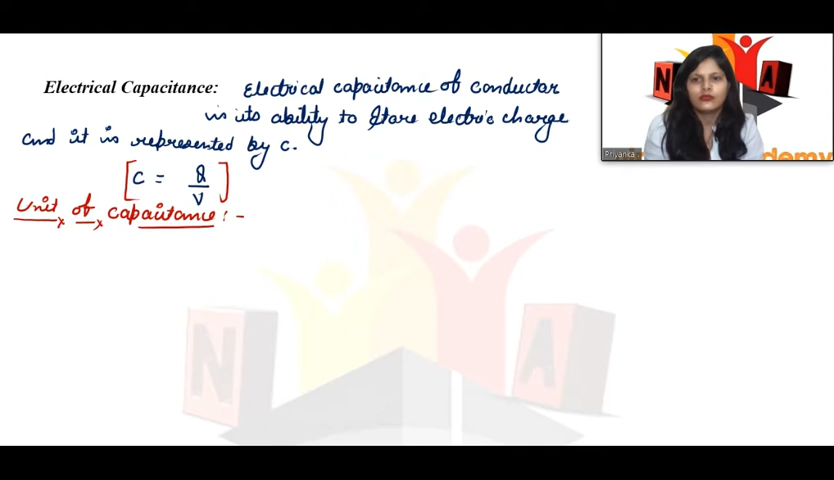 Electrical Capacitance: Electrical capacitance of conductor
is its ability to Store electric charge
and it is represented by C.
[C = Q/V]
Unit of capacitance :-
N A
Priyanka
demy
N A